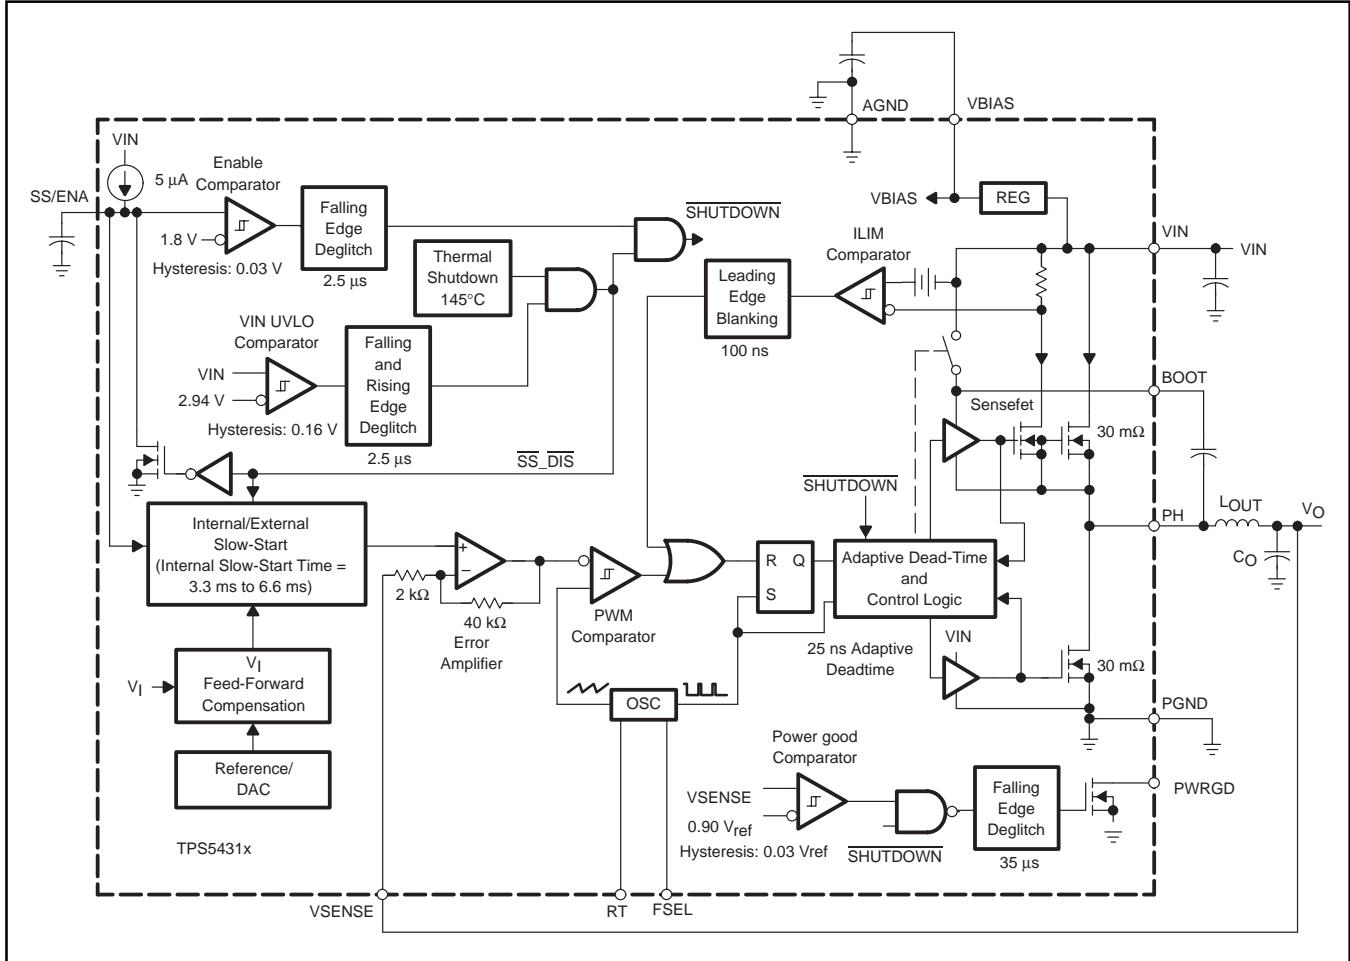 AGND
VBIAS
VIN
5 μA
Enable
Comparator
SS/ENA
1.8 V
Hysteresis: 0.03 V
Falling
Edge
Deglitch
2.5 μs
SHUTDOWN
Thermal
Shutdown
145°C
VBIAS
REG
ILIM
Comparator
VIN
VIN
Leading
Edge
Blanking
100 ns
VIN UVLO
Comparator
VIN
2.94 V
Hysteresis: 0.16 V
Falling
and
Rising
Edge
Deglitch
2.5 μs
SS_DIS
BOOT
Sensefet
30 mΩ
SHUTDOWN
PH
LOUT
VO
CO
Internal/External
Slow-Start
(Internal Slow-Start Time =
3.3 ms to 6.6 ms)
+
−
2 kΩ
40 kΩ
Error
Amplifier
PWM
Comparator
R Q
S
Adaptive Dead-Time
and
Control Logic
25 ns Adaptive
Deadtime
VIN
30 mΩ
PGND
VI
VI
Feed-Forward
Compensation
OSC
Reference/
DAC
TPS5431x
Power good
Comparator
VSENSE
0.90 Vref
Hysteresis: 0.03 Vref
SHUTDOWN
Falling
Edge
Deglitch
35 μs
PWRGD
VSENSE
RT
FSEL